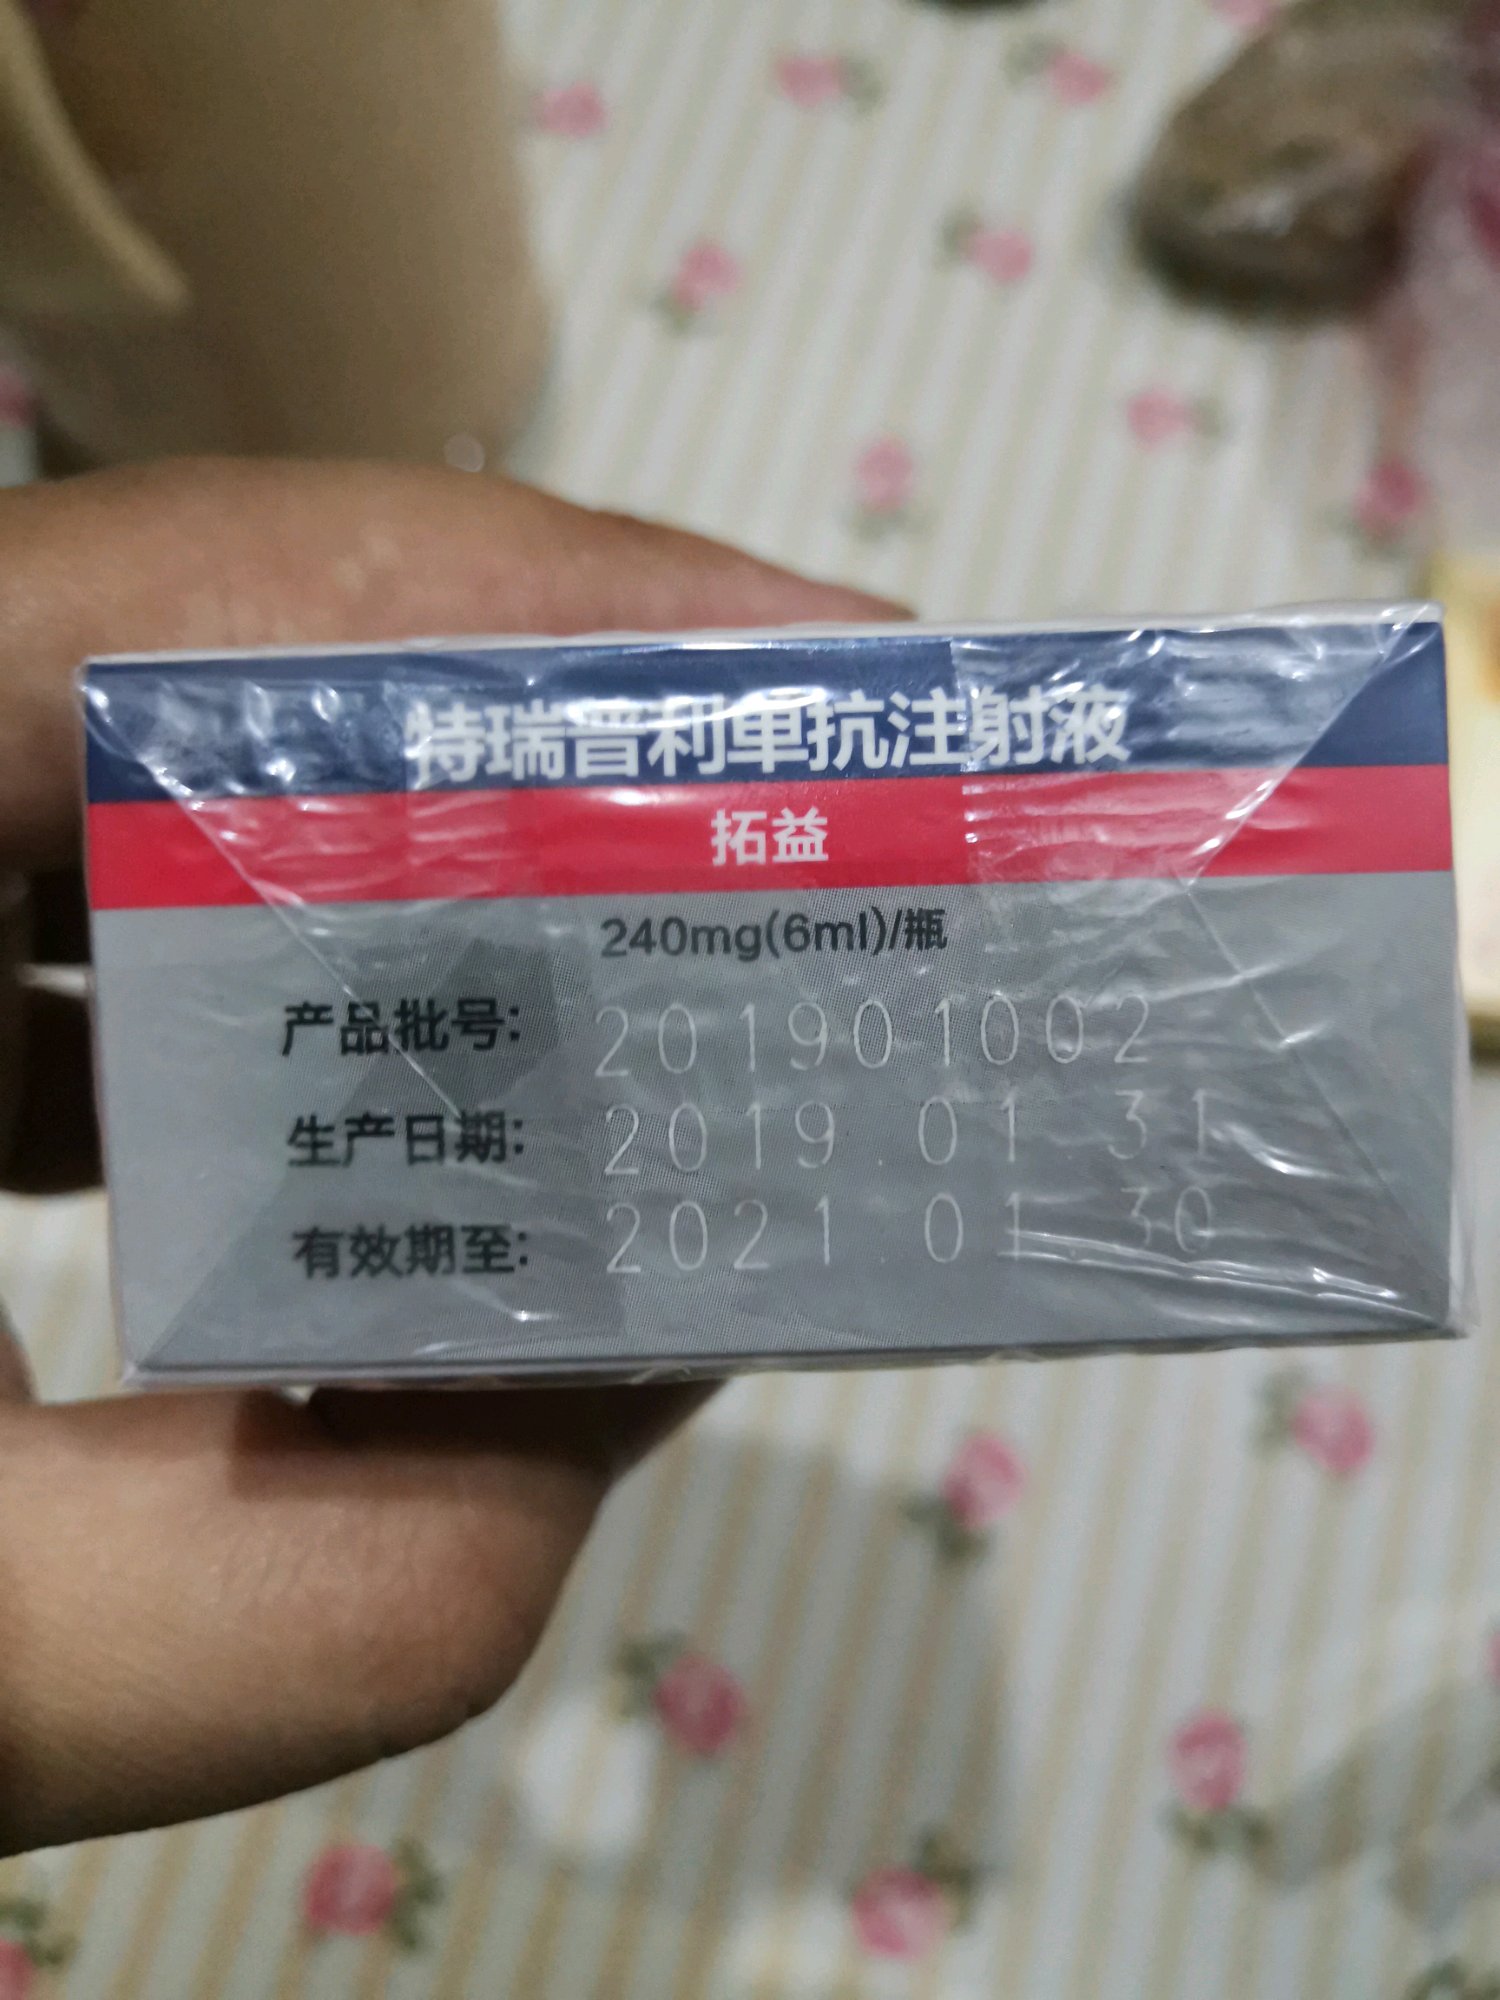 特瑞普利单抗注射液
拓益
240mg(6ml)/瓶
产品批号: 201901002
生产日期: 2019.01.31
有效期至: 2021.01.30